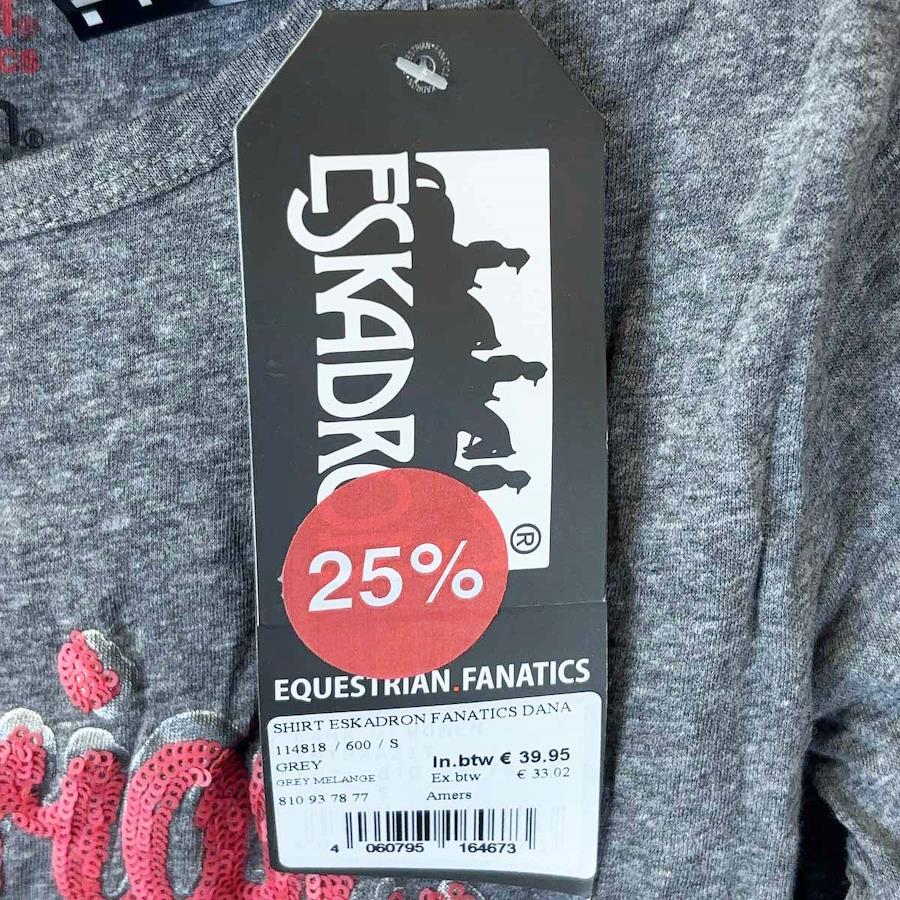 ESKADRO
®
25%
EQUESTRIAN.FANATICS
SHIRT ESKADRON FANATICS DANA
114818 / 600 / S
GREY In.btw € 39.95
GREY MELANGE Ex.btw € 33.02
810 93 78 77 Amers
4 060795 164673